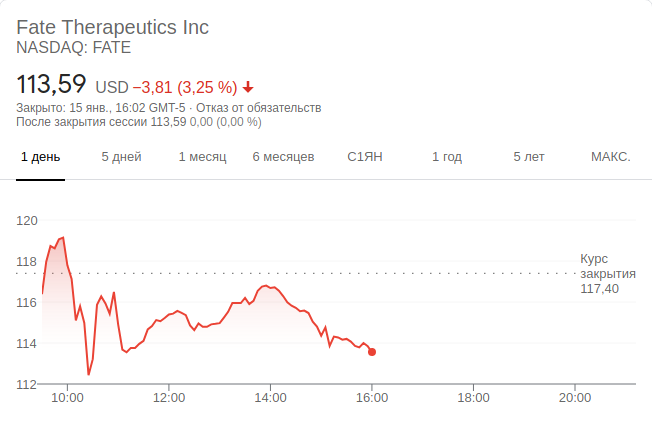 Fate Therapeutics Inc
NASDAQ: FATE
113,59 USD −3,81 (3,25 %)
Закрыто: 15 янв., 16:02 GMT-5 · Отказ от обязательств
После закрытия сессии 113,59 0,00 (0,00 %)
1 день 5 дней 1 месяц 6 месяцев С1ЯН 1 год 5 лет МАКС.
120
118
116
114
112
Курс
закрытия
117,40
10:00 12:00 14:00 16:00 18:00 20:00